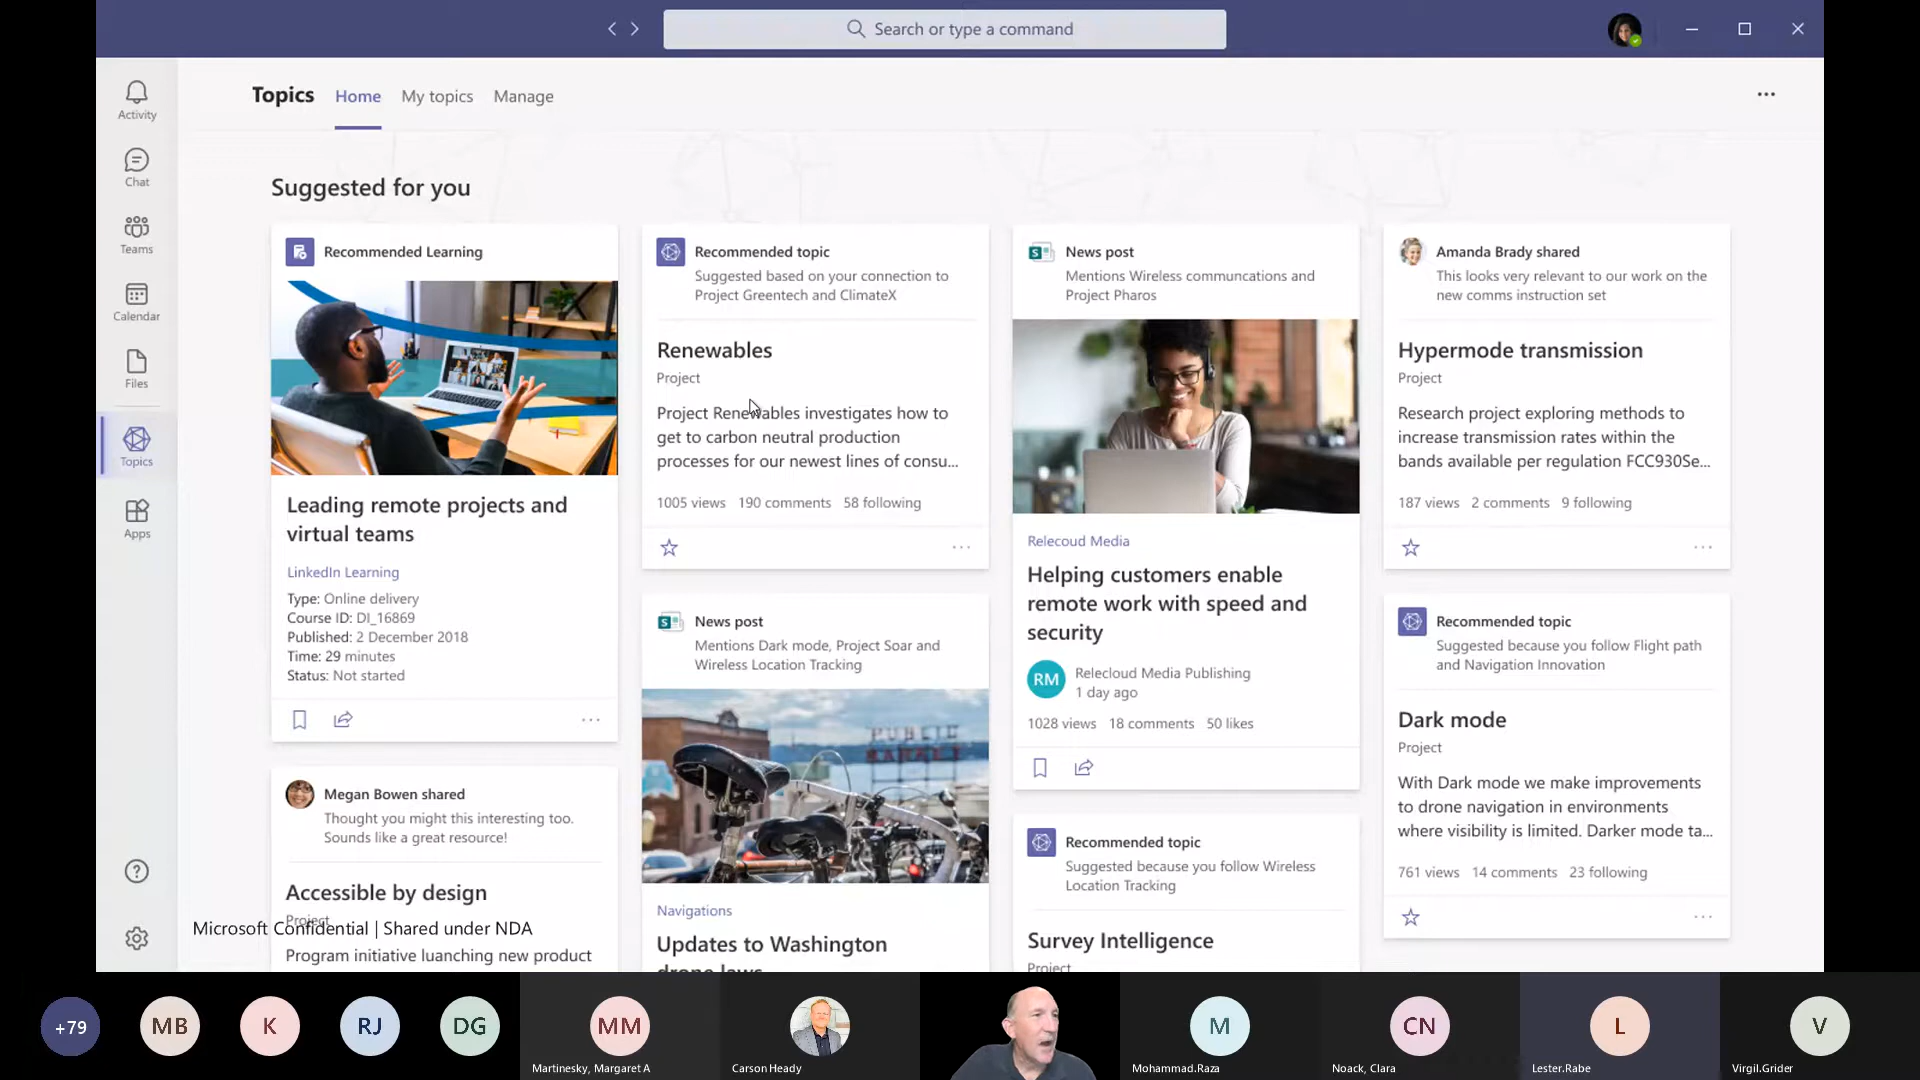 Search or type a command
Activity
Chat
Teams
Calendar
Files
Topics
Apps
Topics
Home
My topics
Manage
Suggested for you
Recommended Learning
Leading remote projects and
virtual teams
LinkedIn Learning
Type: Online delivery
Course ID: DI_16869
Published: 2 December 2018
Time: 29 minutes
Status: Not started
Megan Bowen shared
Thought you might this interesting too.
Sounds like a great resource!
Accessible by design
Project
Microsoft Confidential | Shared under NDA
Program initiative luanching new product
Recommended topic
Suggested based on your connection to
Project Greentech and ClimateX
Renewables
Project
Project Renewables investigates how to
get to carbon neutral production
processes for our newest lines of consu...
1005 views 190 comments 58 following
News post
Mentions Dark mode, Project Soar and
Wireless Location Tracking
PUBLIC
MARKET
Navigations
Updates to Washington
drone laws
News post
Mentions Wireless communcations and
Project Pharos
Relecoud Media
Helping customers enable
remote work with speed and
security
RM
Relecloud Media Publishing
1 day ago
1028 views 18 comments 50 likes
Recommended topic
Suggested because you follow Wireless
Location Tracking
Survey Intelligence
Project
Amanda Brady shared
This looks very relevant to our work on the
new comms instruction set
Hypermode transmission
Project
Research project exploring methods to
increase transmission rates within the
bands available per regulation FCC930Se...
187 views 2 comments 9 following
Recommended topic
Suggested because you follow Flight path
and Navigation Innovation
Dark mode
Project
With Dark mode we make improvements
to drone navigation in environments
where visibility is limited. Darker mode ta...
761 views 14 comments 23 following
+79
MB
K
RJ
DG
MM
Martinesky, Margaret A
Carson Heady
M
Mohammad.Raza
CN
Noack, Clara
L
Lester.Rabe
V
Virgil.Grider